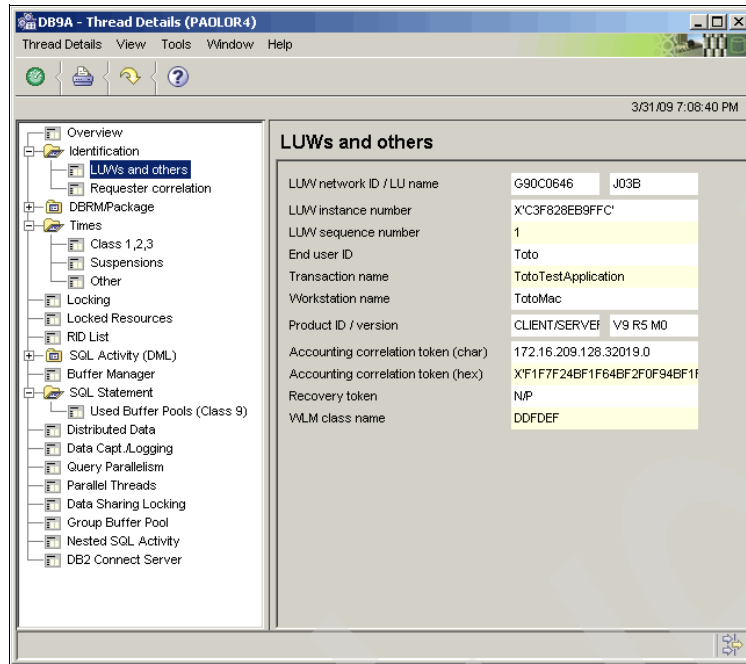 DB9A - Thread Details (PAOLOR4)
Thread Details View Tools Window Help
3/31/09 7:08:40 PM
Overview
Identification
LUWs and others
Requester correlation
DBRM/Package
Times
Class 1,2,3
Suspensions
Other
Locking
Locked Resources
RID List
SQL Activity (DML)
Buffer Manager
SQL Statement
Used Buffer Pools (Class 9)
Distributed Data
Data Capt./Logging
Query Parallelism
Parallel Threads
Data Sharing Locking
Group Buffer Pool
Nested SQL Activity
DB2 Connect Server
LUWs and others
LUW network ID / LU name G90C0646 J03B
LUW instance number X'C3F828EB9FFC'
LUW sequence number 1
End user ID Toto
Transaction name TotoTestApplication
Workstation name TotoMac
Product ID / version CLIENT/SERVER V9 R5 M0
Accounting correlation token (char) 172.16.209.128.32019.0
Accounting correlation token (hex) X'F1F7F24BF1F64BF2F0F94BF1F
Recovery token N/P
WLM class name DDFDEF